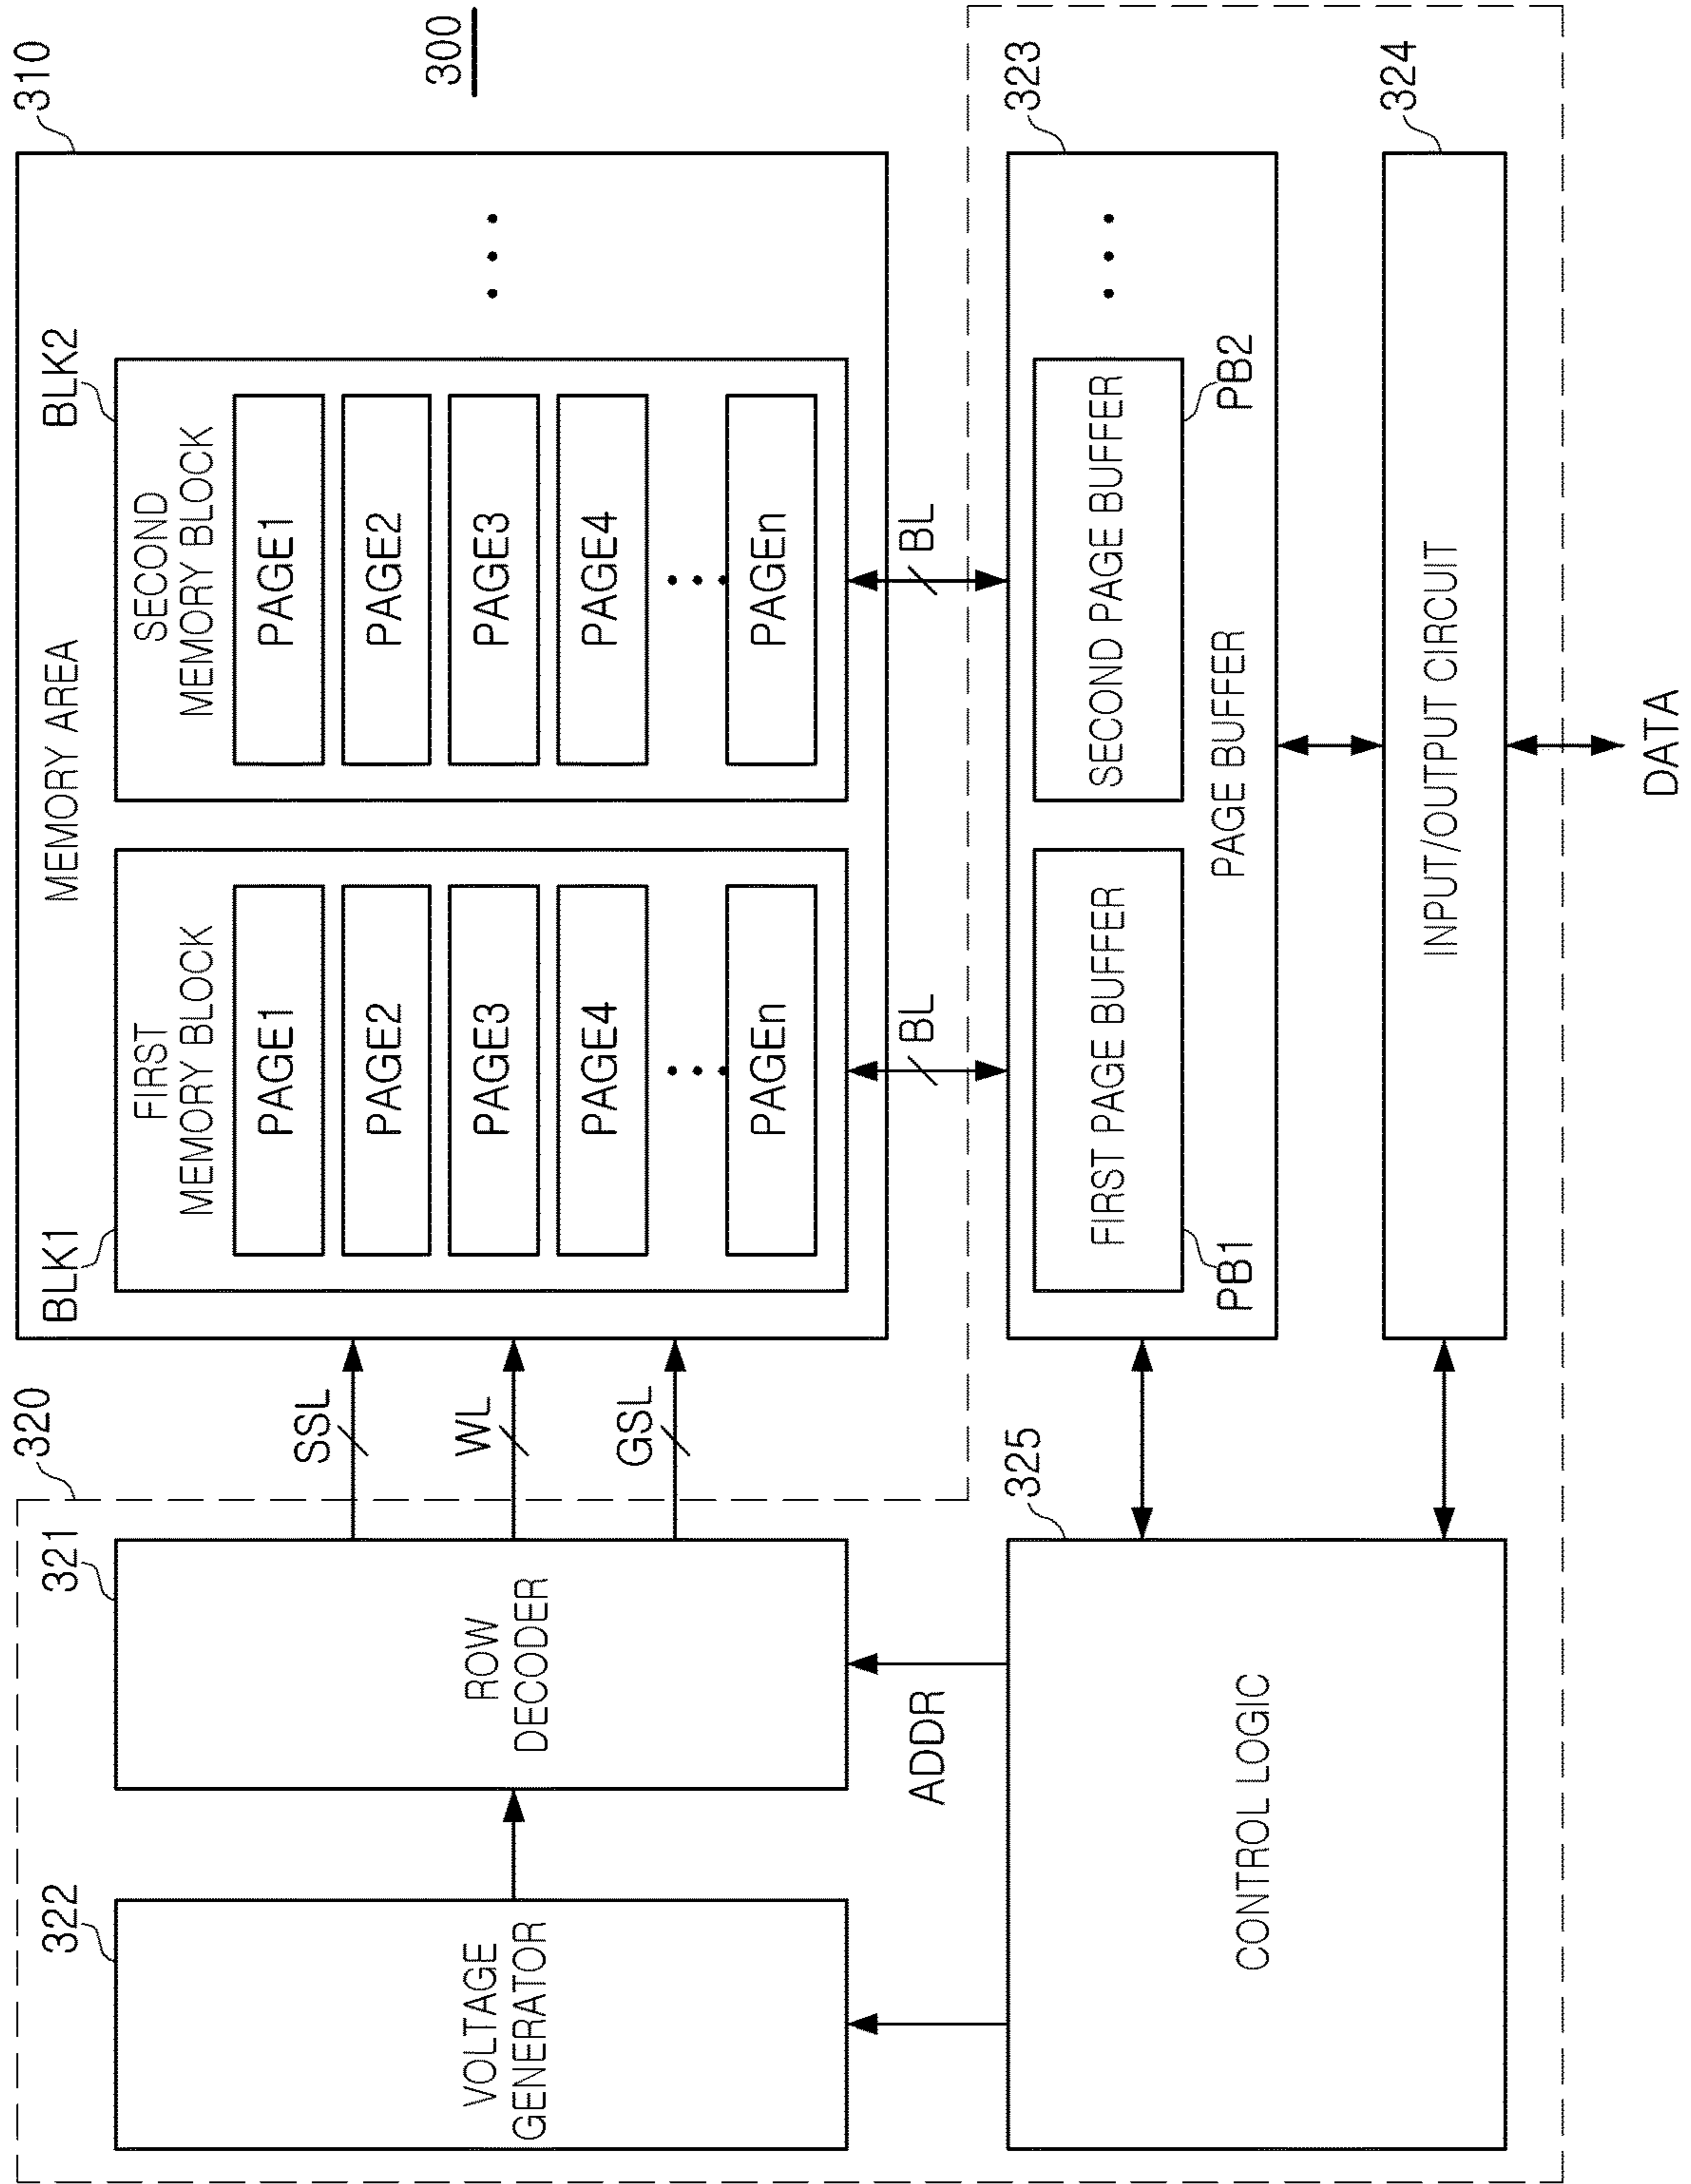 300
310
MEMORY AREA
BLK1
BLK2
FIRST
MEMORY BLOCK
PAGE1
PAGE2
PAGE3
PAGE4
PAGEn
SECOND
MEMORY BLOCK
PAGE1
PAGE2
PAGE3
PAGE4
PAGEn
320
322
VOLTAGE
GENERATOR
321
ROW
DECODER
SSL
WL
GSL
ADDR
BL
BL
325
CONTROL LOGIC
323
FIRST PAGE BUFFER
SECOND PAGE BUFFER
PB1
PAGE BUFFER
PB2
324
INPUT/OUTPUT CIRCUIT
DATA